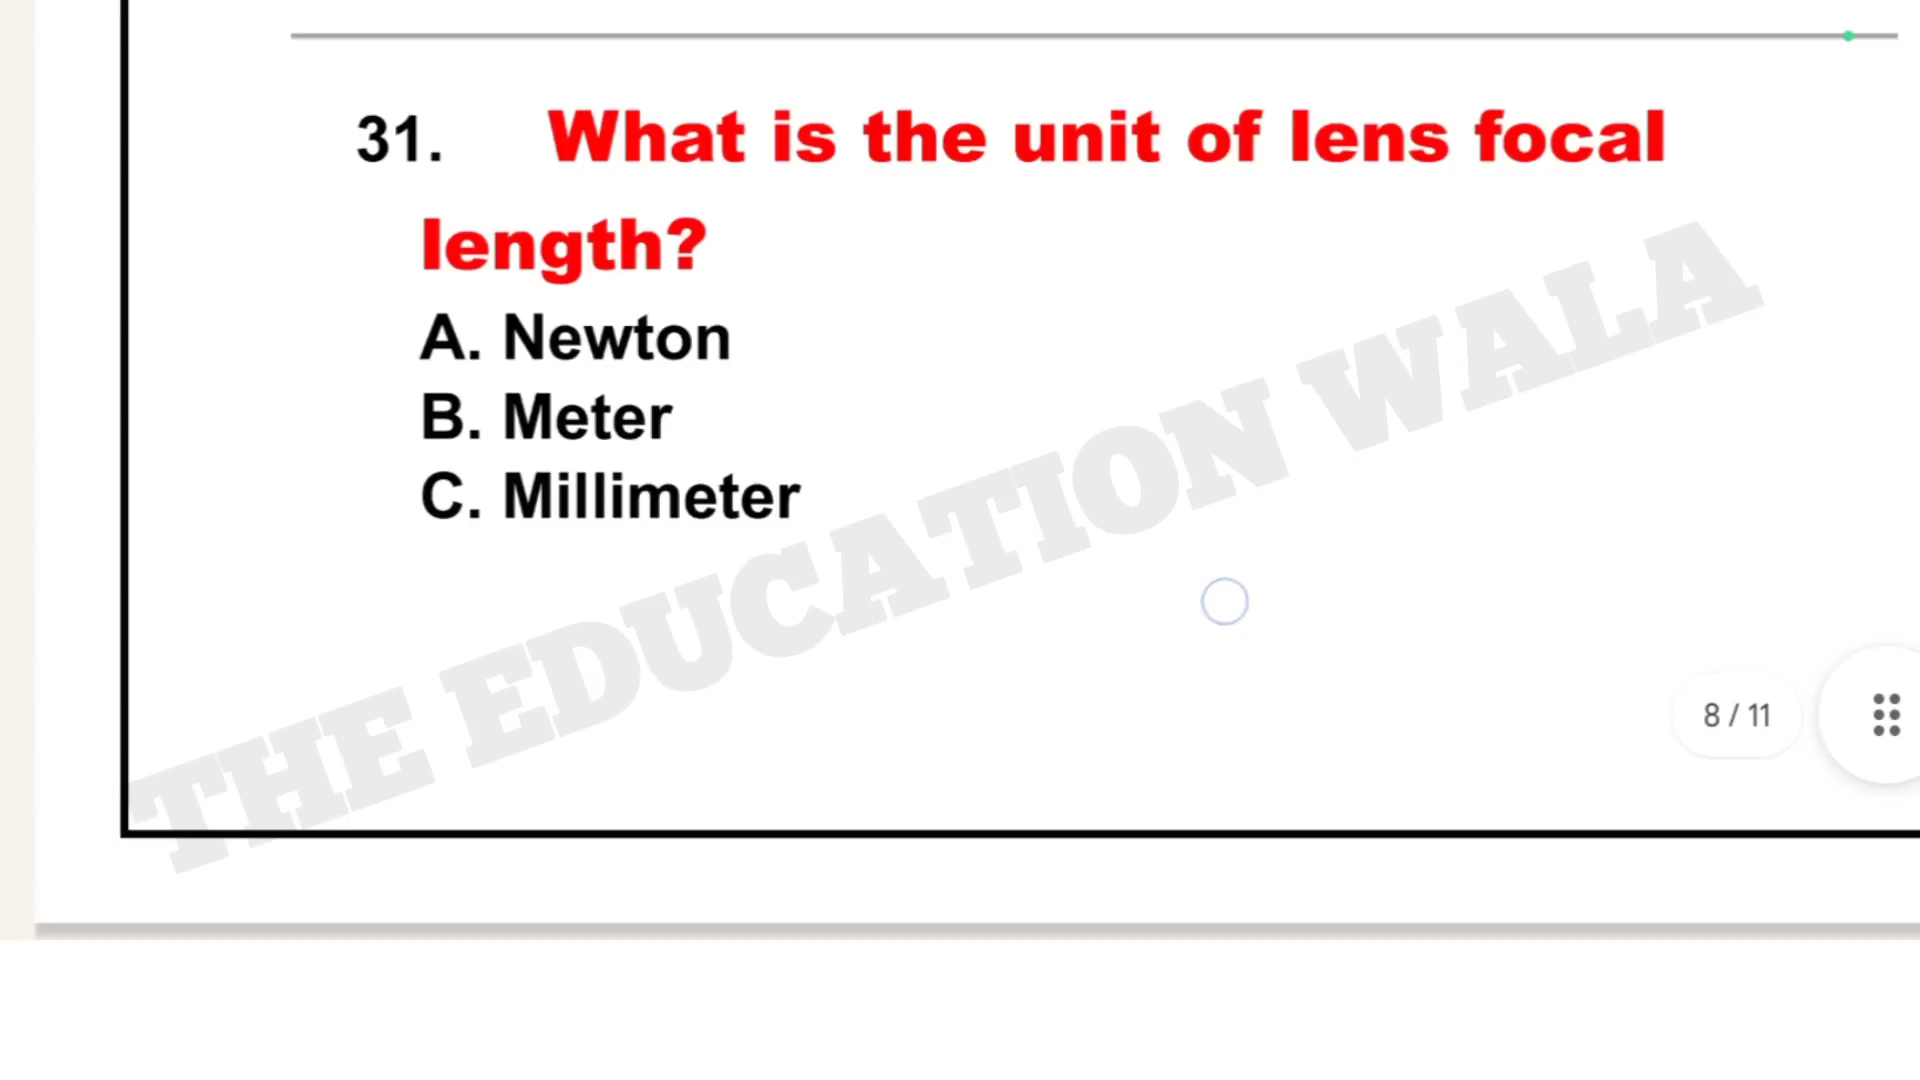 31. What is the unit of lens focal
length?
A. Newton
B. Meter
C. Millimeter
THE EDUCATION WALA
8 / 11